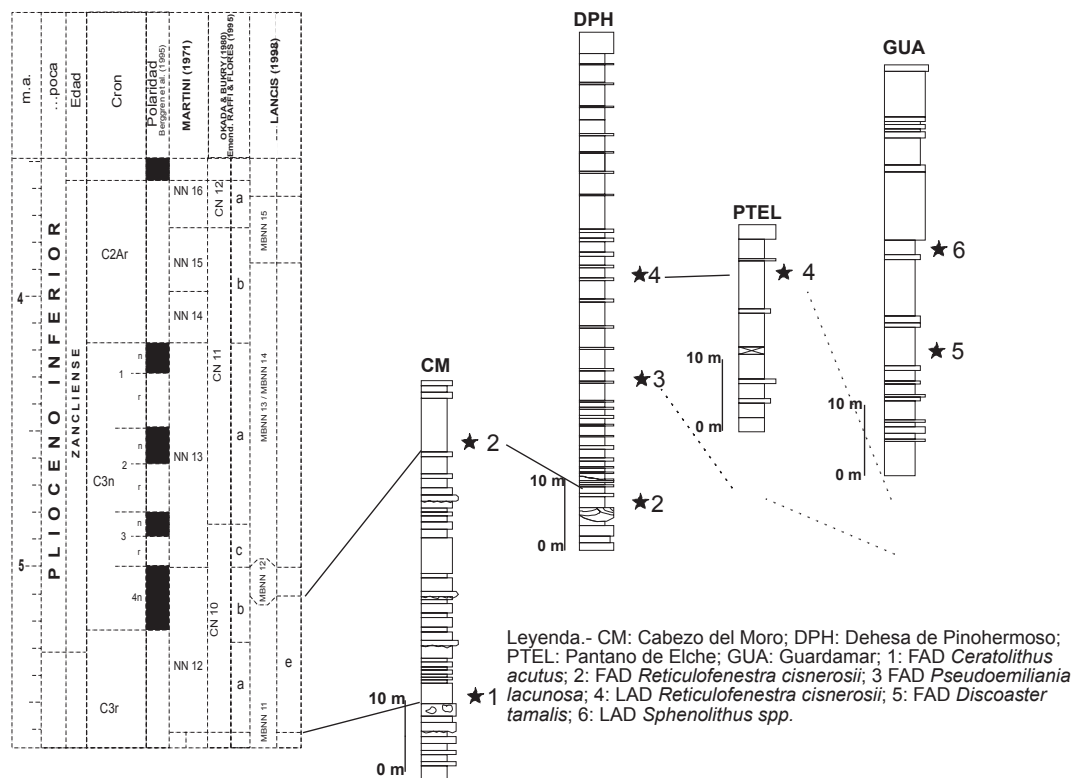 m.a.
...poca
Edad
Cron
Polaridad
Berggren et al. (1995)
MARTINI (1971)
OKADA & BUKRY (1980)
Emend. RAFFI & FLORES (1995)
LANCIS (1998)
4
5
PLIOCENO INFERIOR
ZANCLIENSE
C2Ar
C3n
C3r
n
1
r
n
2
r
n
3
r
4n
NN 16
NN 15
NN 14
NN 13
NN 12
CN 12
CN 11
CN 10
a
b
a
c
b
a
MBNN 15
MBNN 13 / MBNN 14
MBNN 12
MBNN 11
e
CM
2
1
10 m
0 m
DPH
4
3
2
10 m
0 m
PTEL
4
10 m
0 m
GUA
6
5
10 m
0 m
Leyenda.- CM: Cabezo del Moro; DPH: Dehesa de Pinohermoso;
PTEL: Pantano de Elche; GUA: Guardamar; 1: FAD Ceratolithus
acutus; 2: FAD Reticulofenestra cisnerosii; 3 FAD Pseudoemiliania
lacunosa; 4: LAD Reticulofenestra cisnerosii; 5: FAD Discoaster
tamalis; 6: LAD Sphenolithus spp.